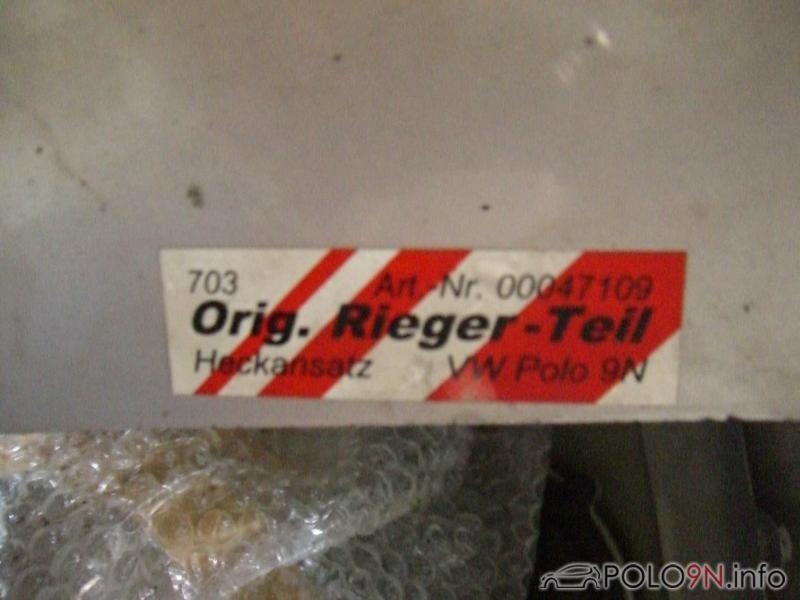 703 Art.-Nr. 00047109
Orig. Rieger-Teil
Heckansatz VW Polo 9N
POLO9N.info